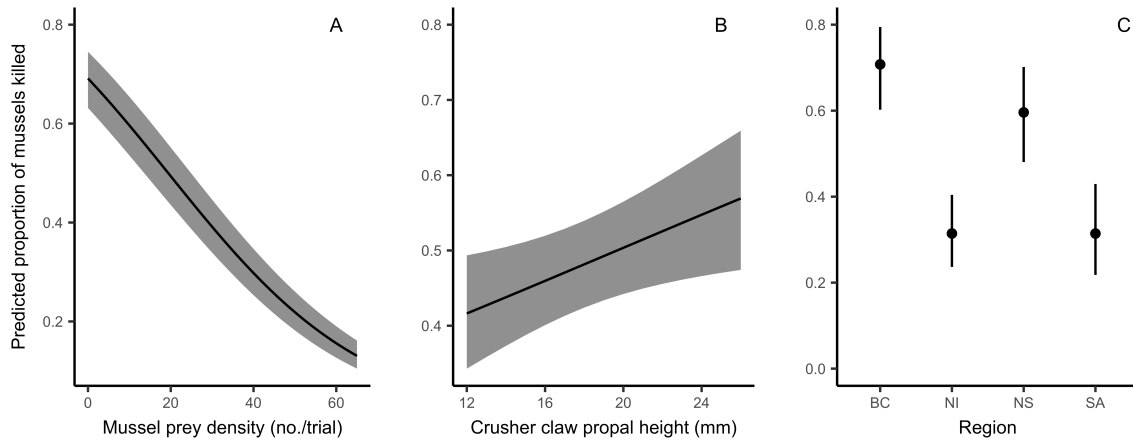 Predicted proportion of mussels killed
A
0.8
0.6
0.4
0.2
0 20 40 60
Mussel prey density (no./trial)
B
0.8
0.7
0.6
0.5
0.4
12 16 20 24
Crusher claw propal height (mm)
C
0.8
0.6
0.4
0.2
0.0
BC NI NS SA
Region